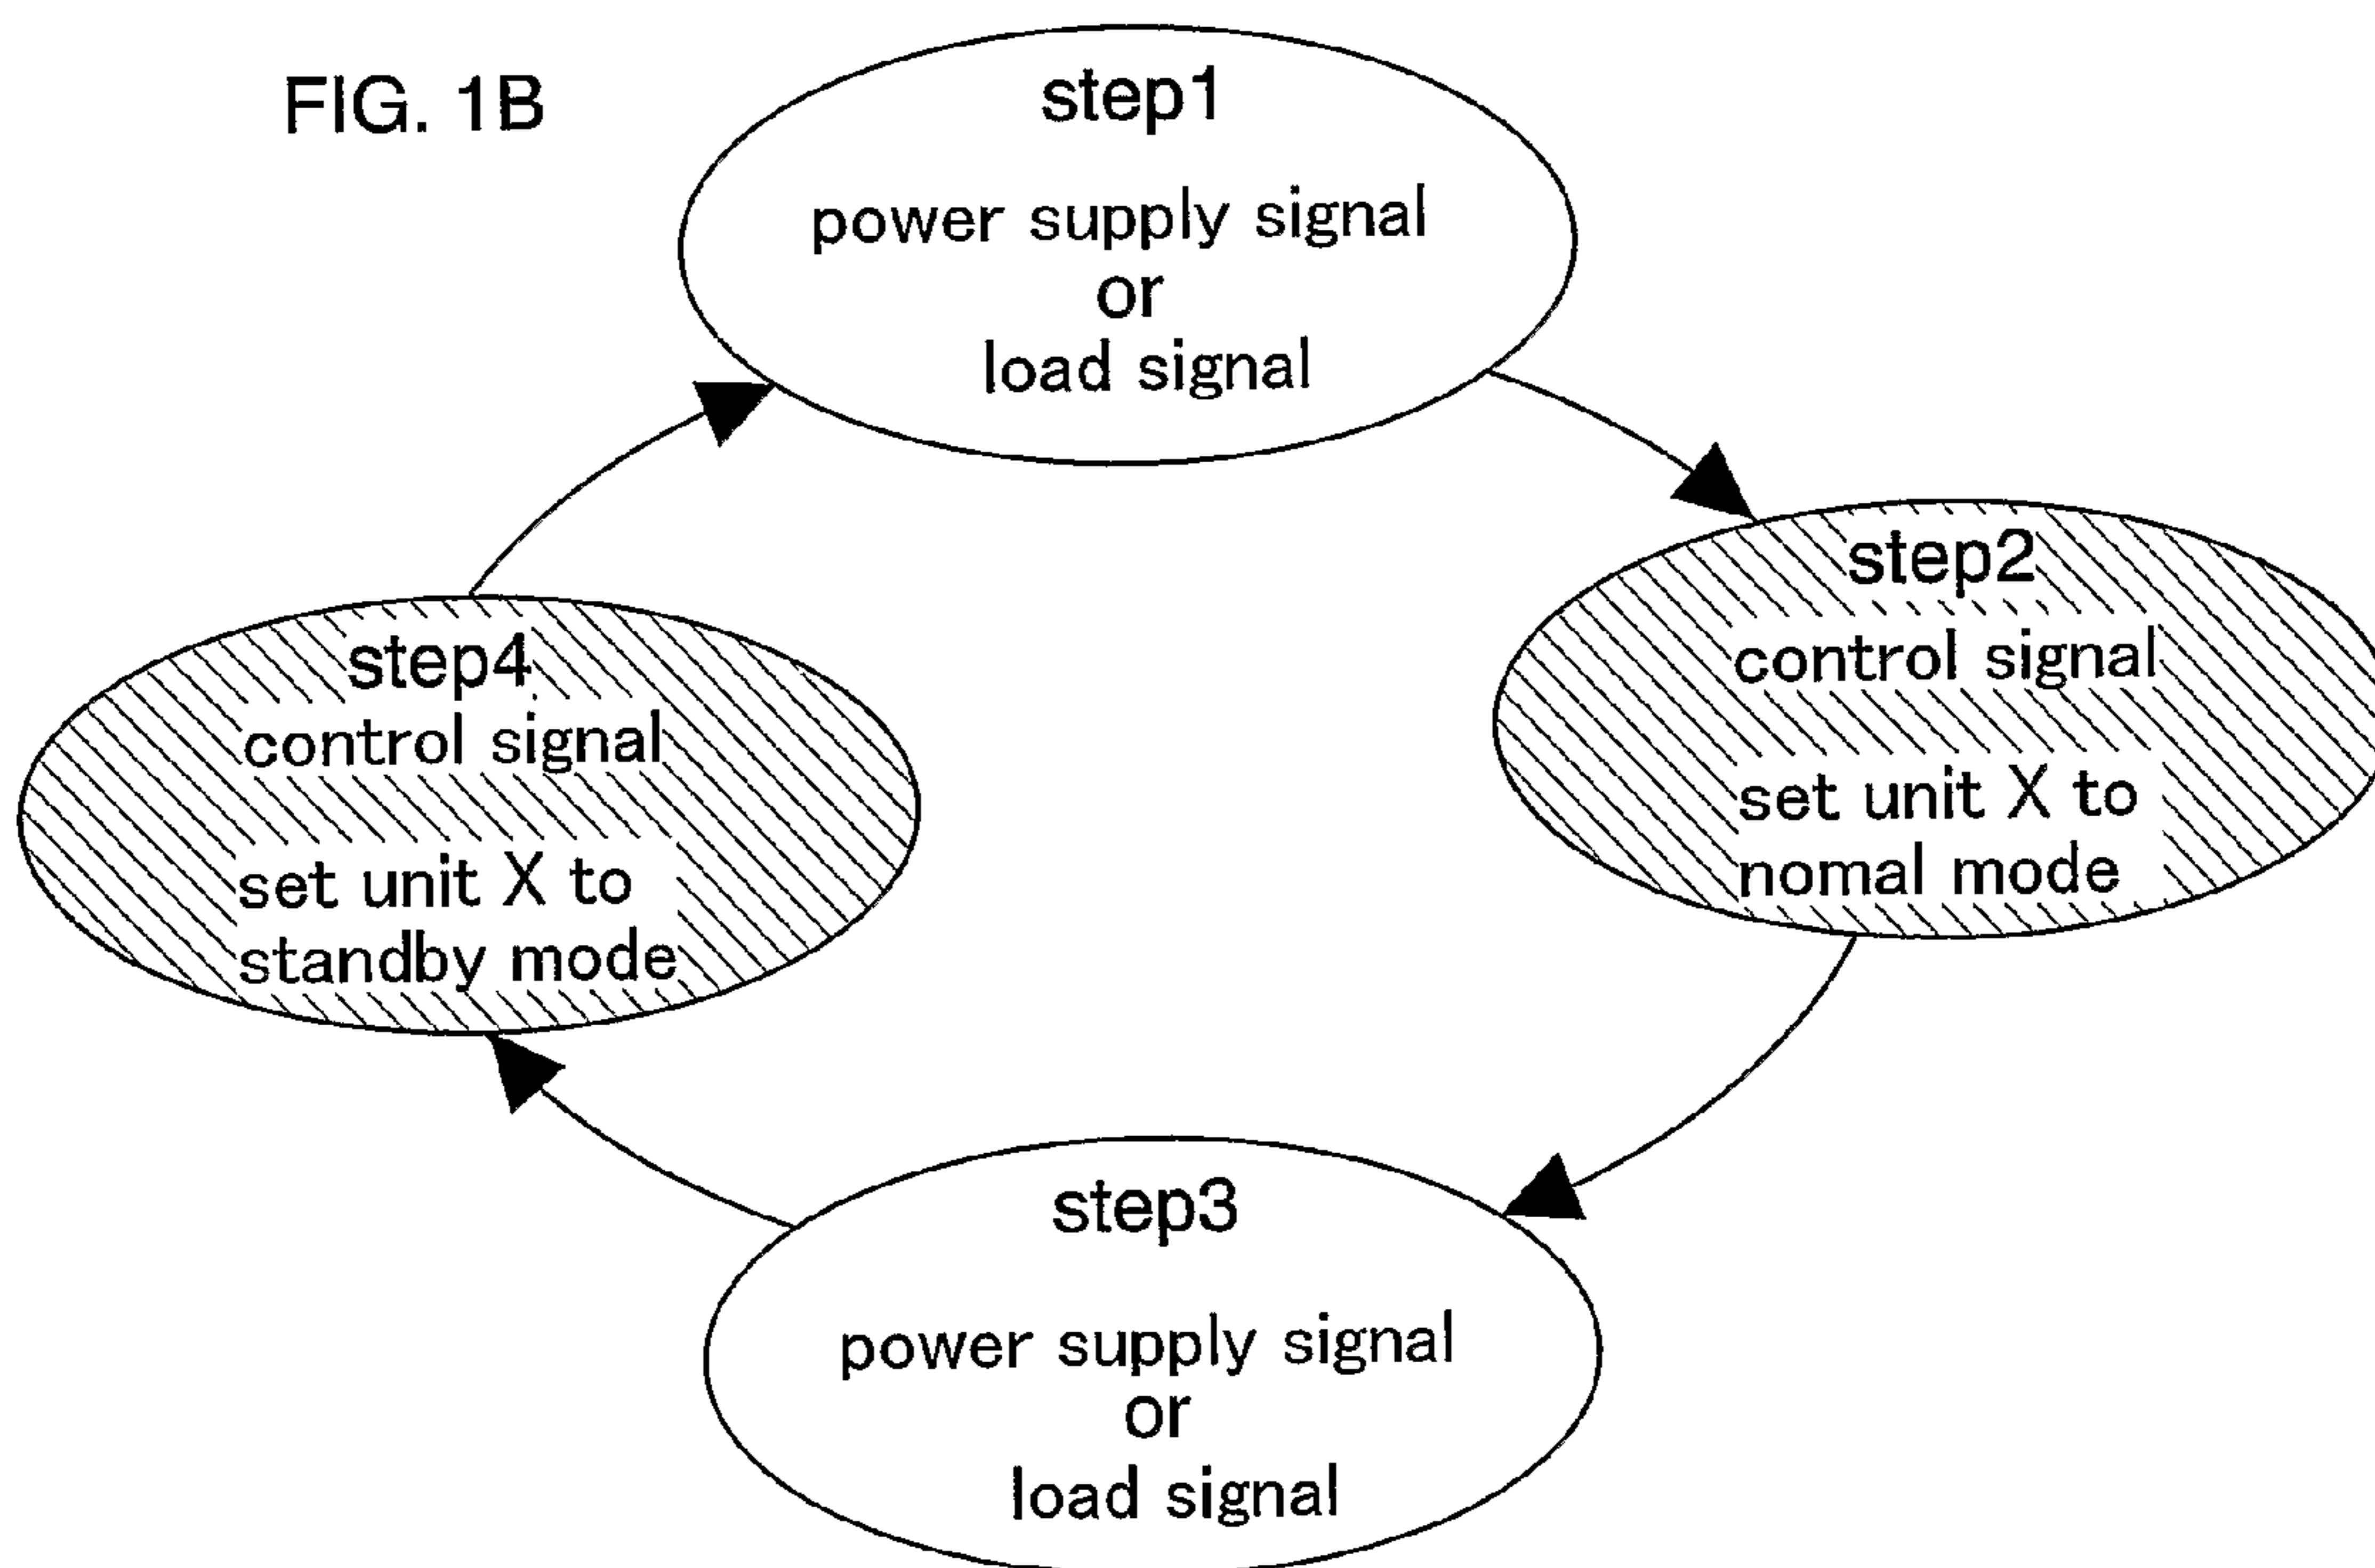 FIG. 1B
step1
power supply signal
or
load signal
step2
control signal
set unit X to
nomal mode
step3
power supply signal
or
load signal
step4
control signal
set unit X to
standby mode